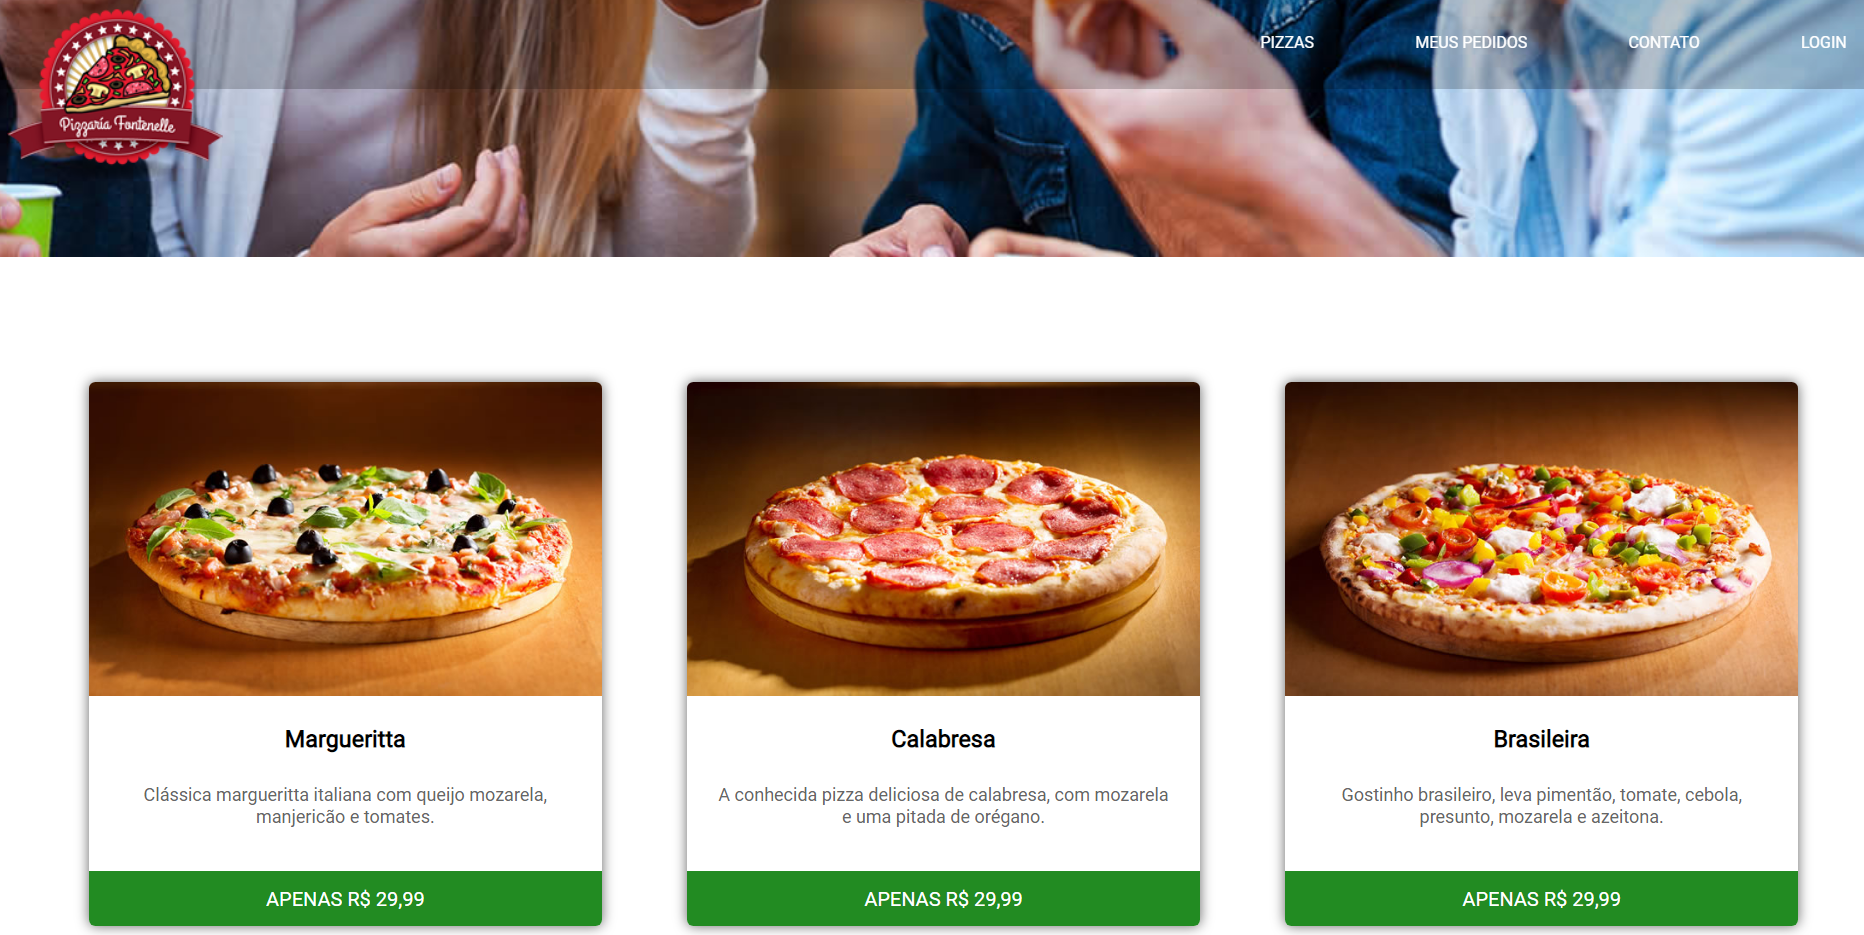 PIZZAS MEUS PEDIDOS CONTATO LOGIN
Pizzaría Fontenelle
Margueritta
Clássica margueritta italiana com queijo mozarela,
manjericão e tomates.
APENAS R$ 29,99
Calabresa
A conhecida pizza deliciosa de calabresa, com mozarela
e uma pitada de orégano.
APENAS R$ 29,99
Brasileira
Gostinho brasileiro, leva pimentão, tomate, cebola,
presunto, mozarela e azeitona.
APENAS R$ 29,99